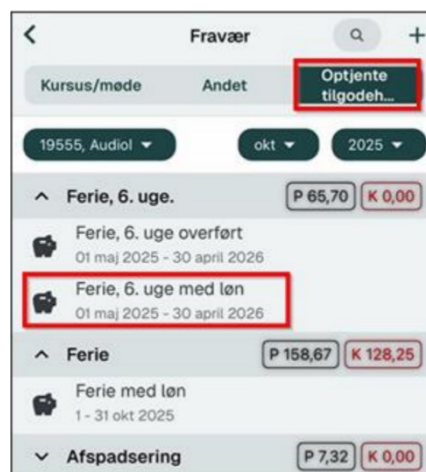 Fravær
Kursus/møde Andet Optjente
tilgodeh...
19555, Audiol okt 2025
Ferie, 6. uge. P 65,70 K 0,00
Ferie, 6. uge overført
01 maj 2025 - 30 april 2026
Ferie, 6. uge med løn
01 maj 2025 - 30 april 2026
Ferie P 158,67 K 128,25
Ferie med løn
1 - 31 okt 2025
Afspadsering P 7,32 K 0,00